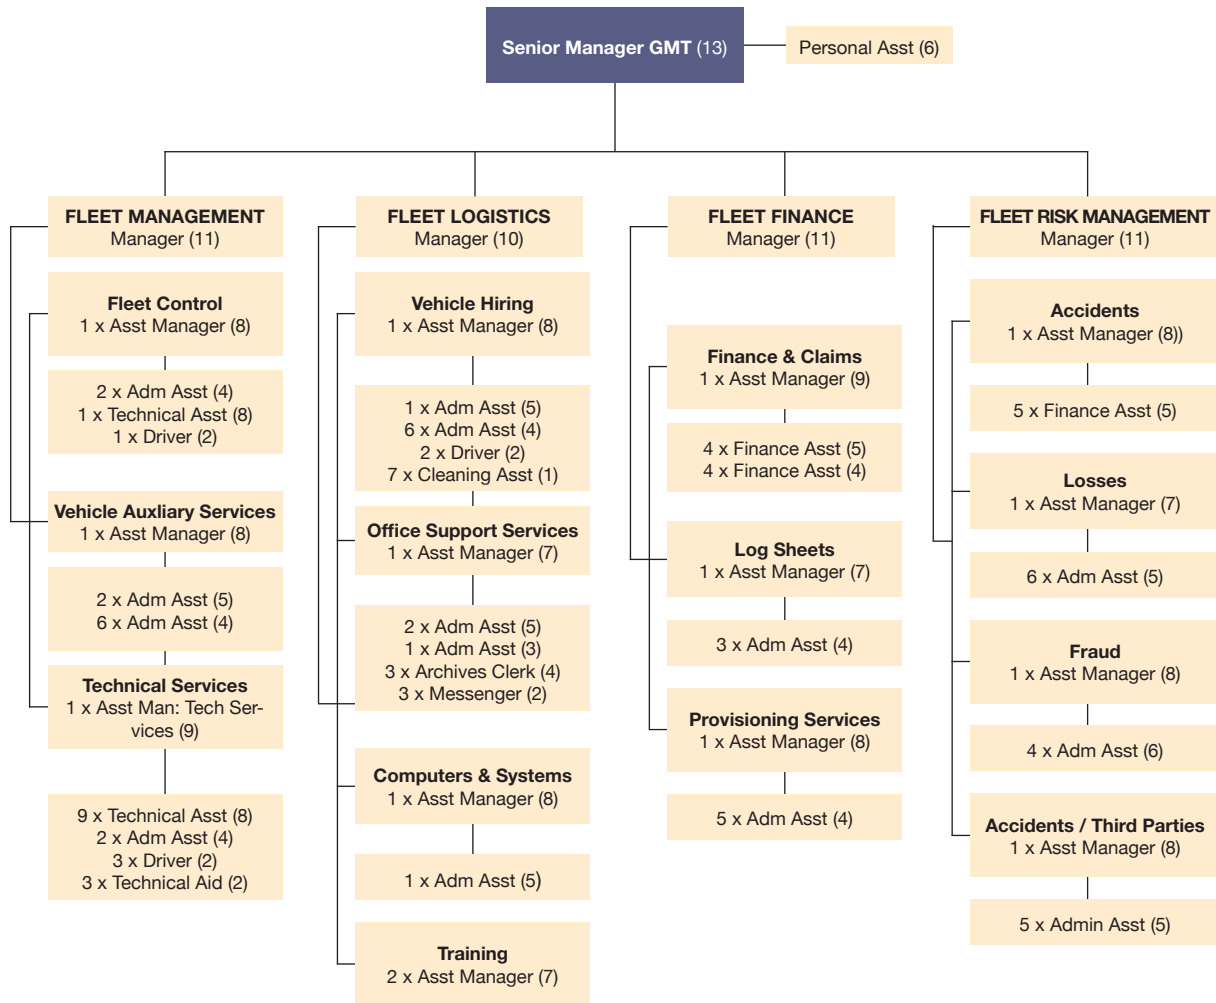 Senior Manager GMT (13)
Personal Asst (6)
FLEET MANAGEMENT
Manager (11)
Fleet Control
1 x Asst Manager (8)
2 x Adm Asst (4)
1 x Technical Asst (8)
1 x Driver (2)
Vehicle Auxliary Services
1 x Asst Manager (8)
2 x Adm Asst (5)
6 x Adm Asst (4)
Technical Services
1 x Asst Man: Tech Ser-
vices (9)
9 x Technical Asst (8)
2 x Adm Asst (4)
3 x Driver (2)
3 x Technical Aid (2)
FLEET LOGISTICS
Manager (10)
Vehicle Hiring
1 x Asst Manager (8)
1 x Adm Asst (5)
6 x Adm Asst (4)
2 x Driver (2)
7 x Cleaning Asst (1)
Office Support Services
1 x Asst Manager (7)
2 x Adm Asst (5)
1 x Adm Asst (3)
3 x Archives Clerk (4)
3 x Messenger (2)
Computers & Systems
1 x Asst Manager (8)
1 x Adm Asst (5)
Training
2 x Asst Manager (7)
FLEET FINANCE
Manager (11)
Finance & Claims
1 x Asst Manager (9)
4 x Finance Asst (5)
4 x Finance Asst (4)
Log Sheets
1 x Asst Manager (7)
3 x Adm Asst (4)
Provisioning Services
1 x Asst Manager (8)
5 x Adm Asst (4)
FLEET RISK MANAGEMENT
Manager (11)
Accidents
1 x Asst Manager (8))
5 x Finance Asst (5)
Losses
1 x Asst Manager (7)
6 x Adm Asst (5)
Fraud
1 x Asst Manager (8)
4 x Adm Asst (6)
Accidents / Third Parties
1 x Asst Manager (8)
5 x Admin Asst (5)